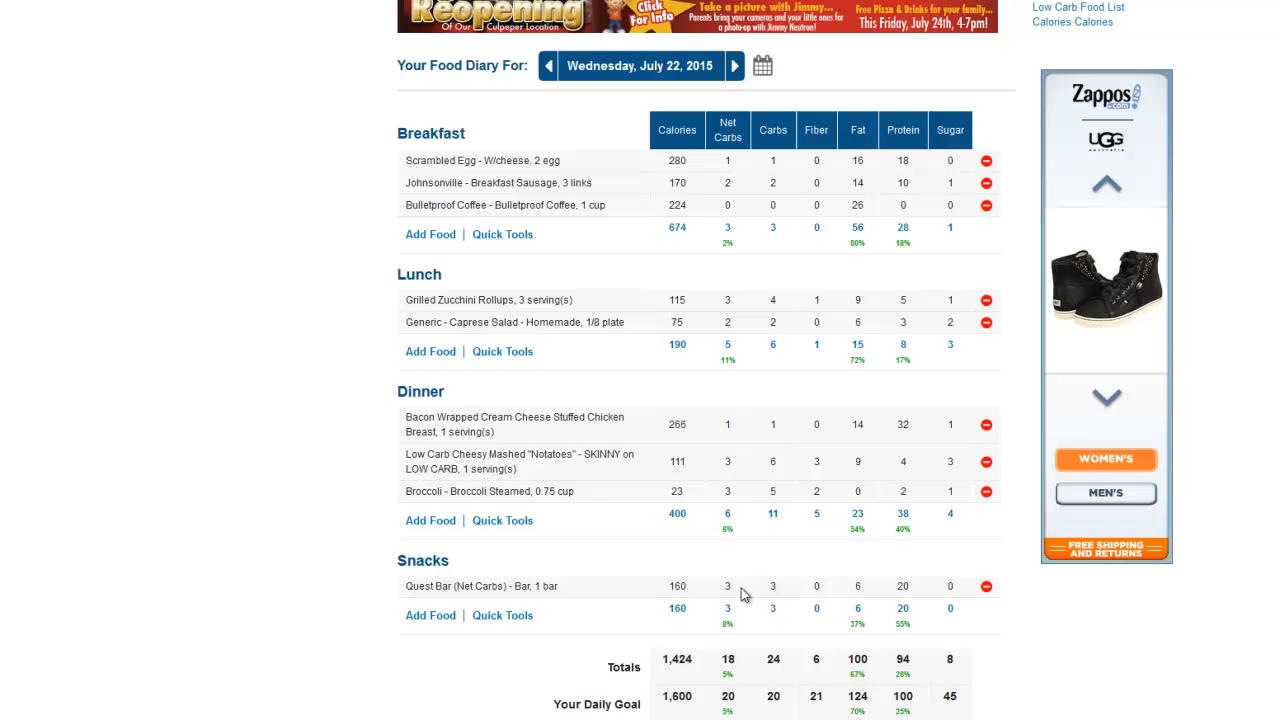 Reopening
Of Our Culpeper Location
Click
For Info
Take a picture with Jimmy...
Parents bring your cameras and your little ones for
a photo-op with Jimmy Neutron!
Free Pizza & Drinks for your family...
This Friday, July 24th, 4-7pm!
Low Carb Food List
Calories Calories
Your Food Diary For:
Wednesday, July 22, 2015
Breakfast Calories Net Carbs Carbs Fiber Fat Protein Sugar
Scrambled Egg - W/cheese, 2 egg 280 1 1 0 16 18 0
Johnsonville - Breakfast Sausage, 3 links 170 2 2 0 14 10 1
Bulletproof Coffee - Bulletproof Coffee, 1 cup 224 0 0 0 26 0 0
Add Food | Quick Tools 674 3 3 0 56 28 1
2% 80% 18%
Lunch
Grilled Zucchini Rollups, 3 serving(s) 115 3 4 1 9 5 1
Generic - Caprese Salad - Homemade, 1/8 plate 75 2 2 0 6 3 2
Add Food | Quick Tools 190 5 6 1 15 8 3
11% 72% 17%
Dinner
Bacon Wrapped Cream Cheese Stuffed Chicken
Breast, 1 serving(s) 266 1 1 0 14 32 1
Low Carb Cheesy Mashed "Notatoes" - SKINNY on
LOW CARB, 1 serving(s) 111 3 6 3 9 4 3
Broccoli - Broccoli Steamed, 0.75 cup 23 3 5 2 0 2 1
Add Food | Quick Tools 400 6 11 5 23 38 4
6% 54% 40%
Snacks
Quest Bar (Net Carbs) - Bar, 1 bar 160 3 3 0 6 20 0
Add Food | Quick Tools 160 3 3 0 6 20 0
8% 37% 55%
Totals 1,424 18 24 6 100 94 8
5% 67% 28%
Your Daily Goal 1,600 20 20 21 124 100 45
5% 70% 25%
Zappos.com
UGG
australia
WOMEN'S
MEN'S
FREE SHIPPING
AND RETURNS